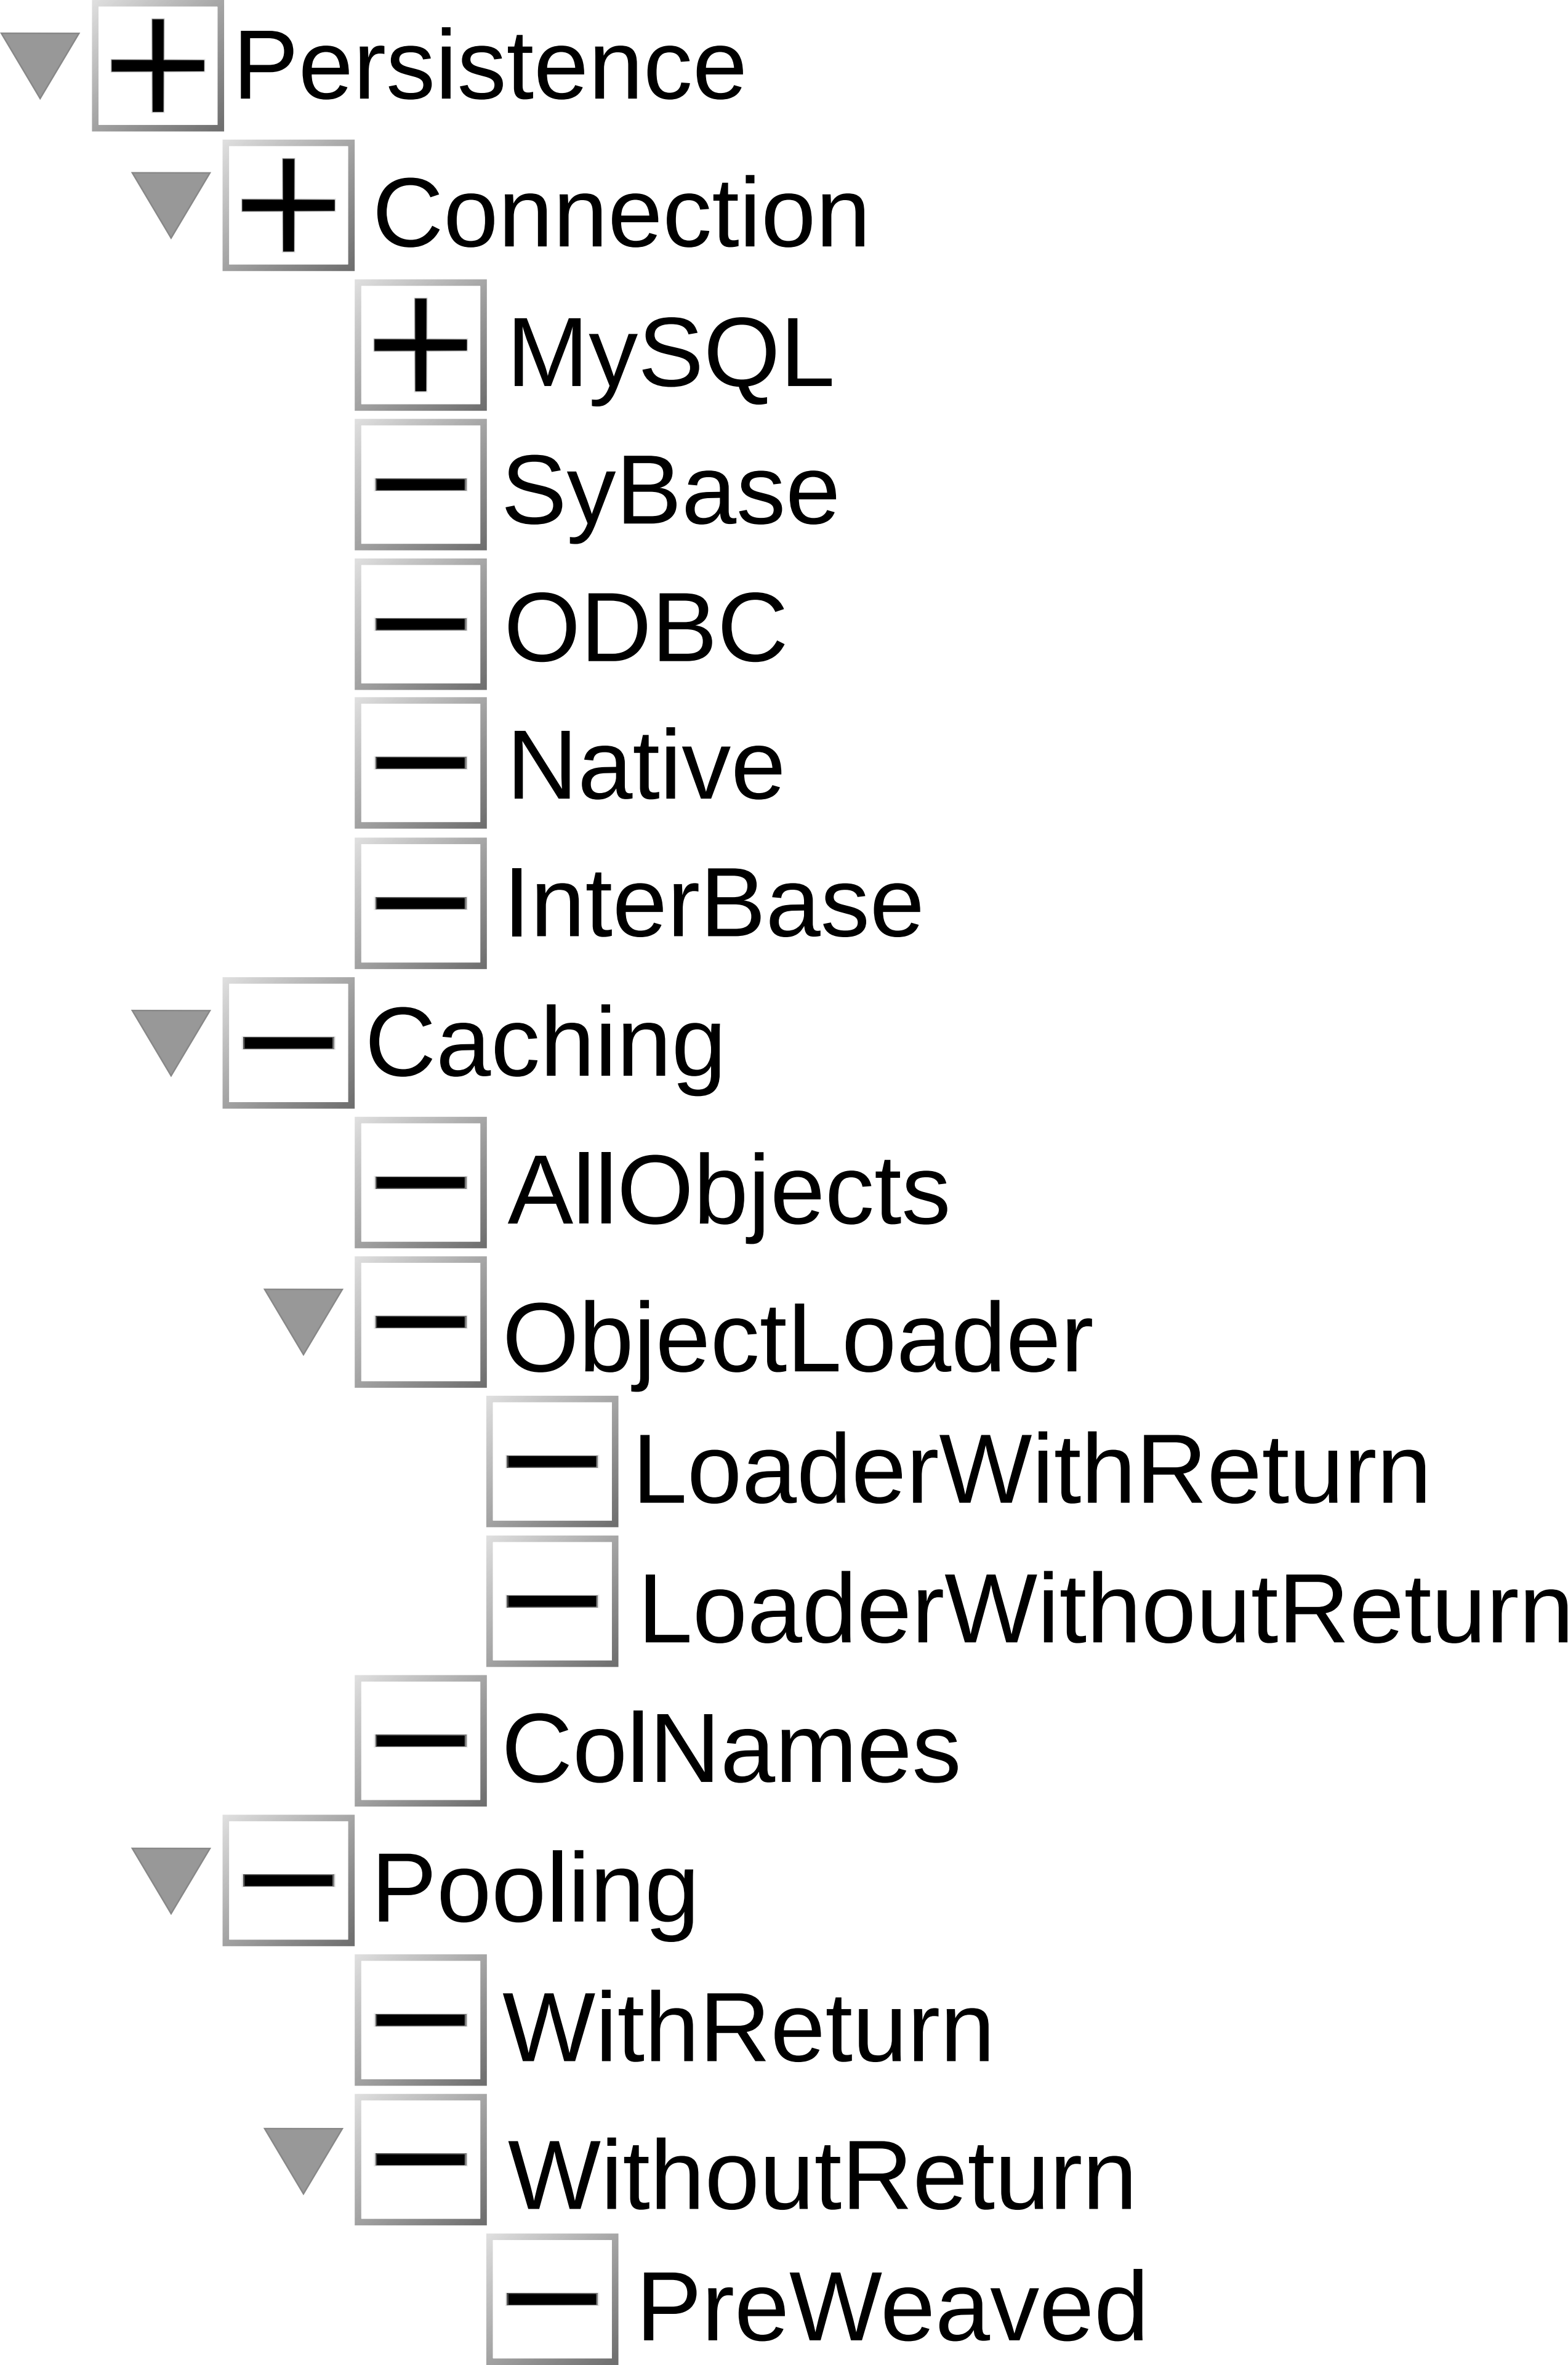 Persistence
Connection
MySQL
SyBase
ODBC
Native
InterBase
Caching
AllObjects
ObjectLoader
LoaderWithReturn
LoaderWithoutReturn
ColNames
Pooling
WithReturn
WithoutReturn
PreWeaved